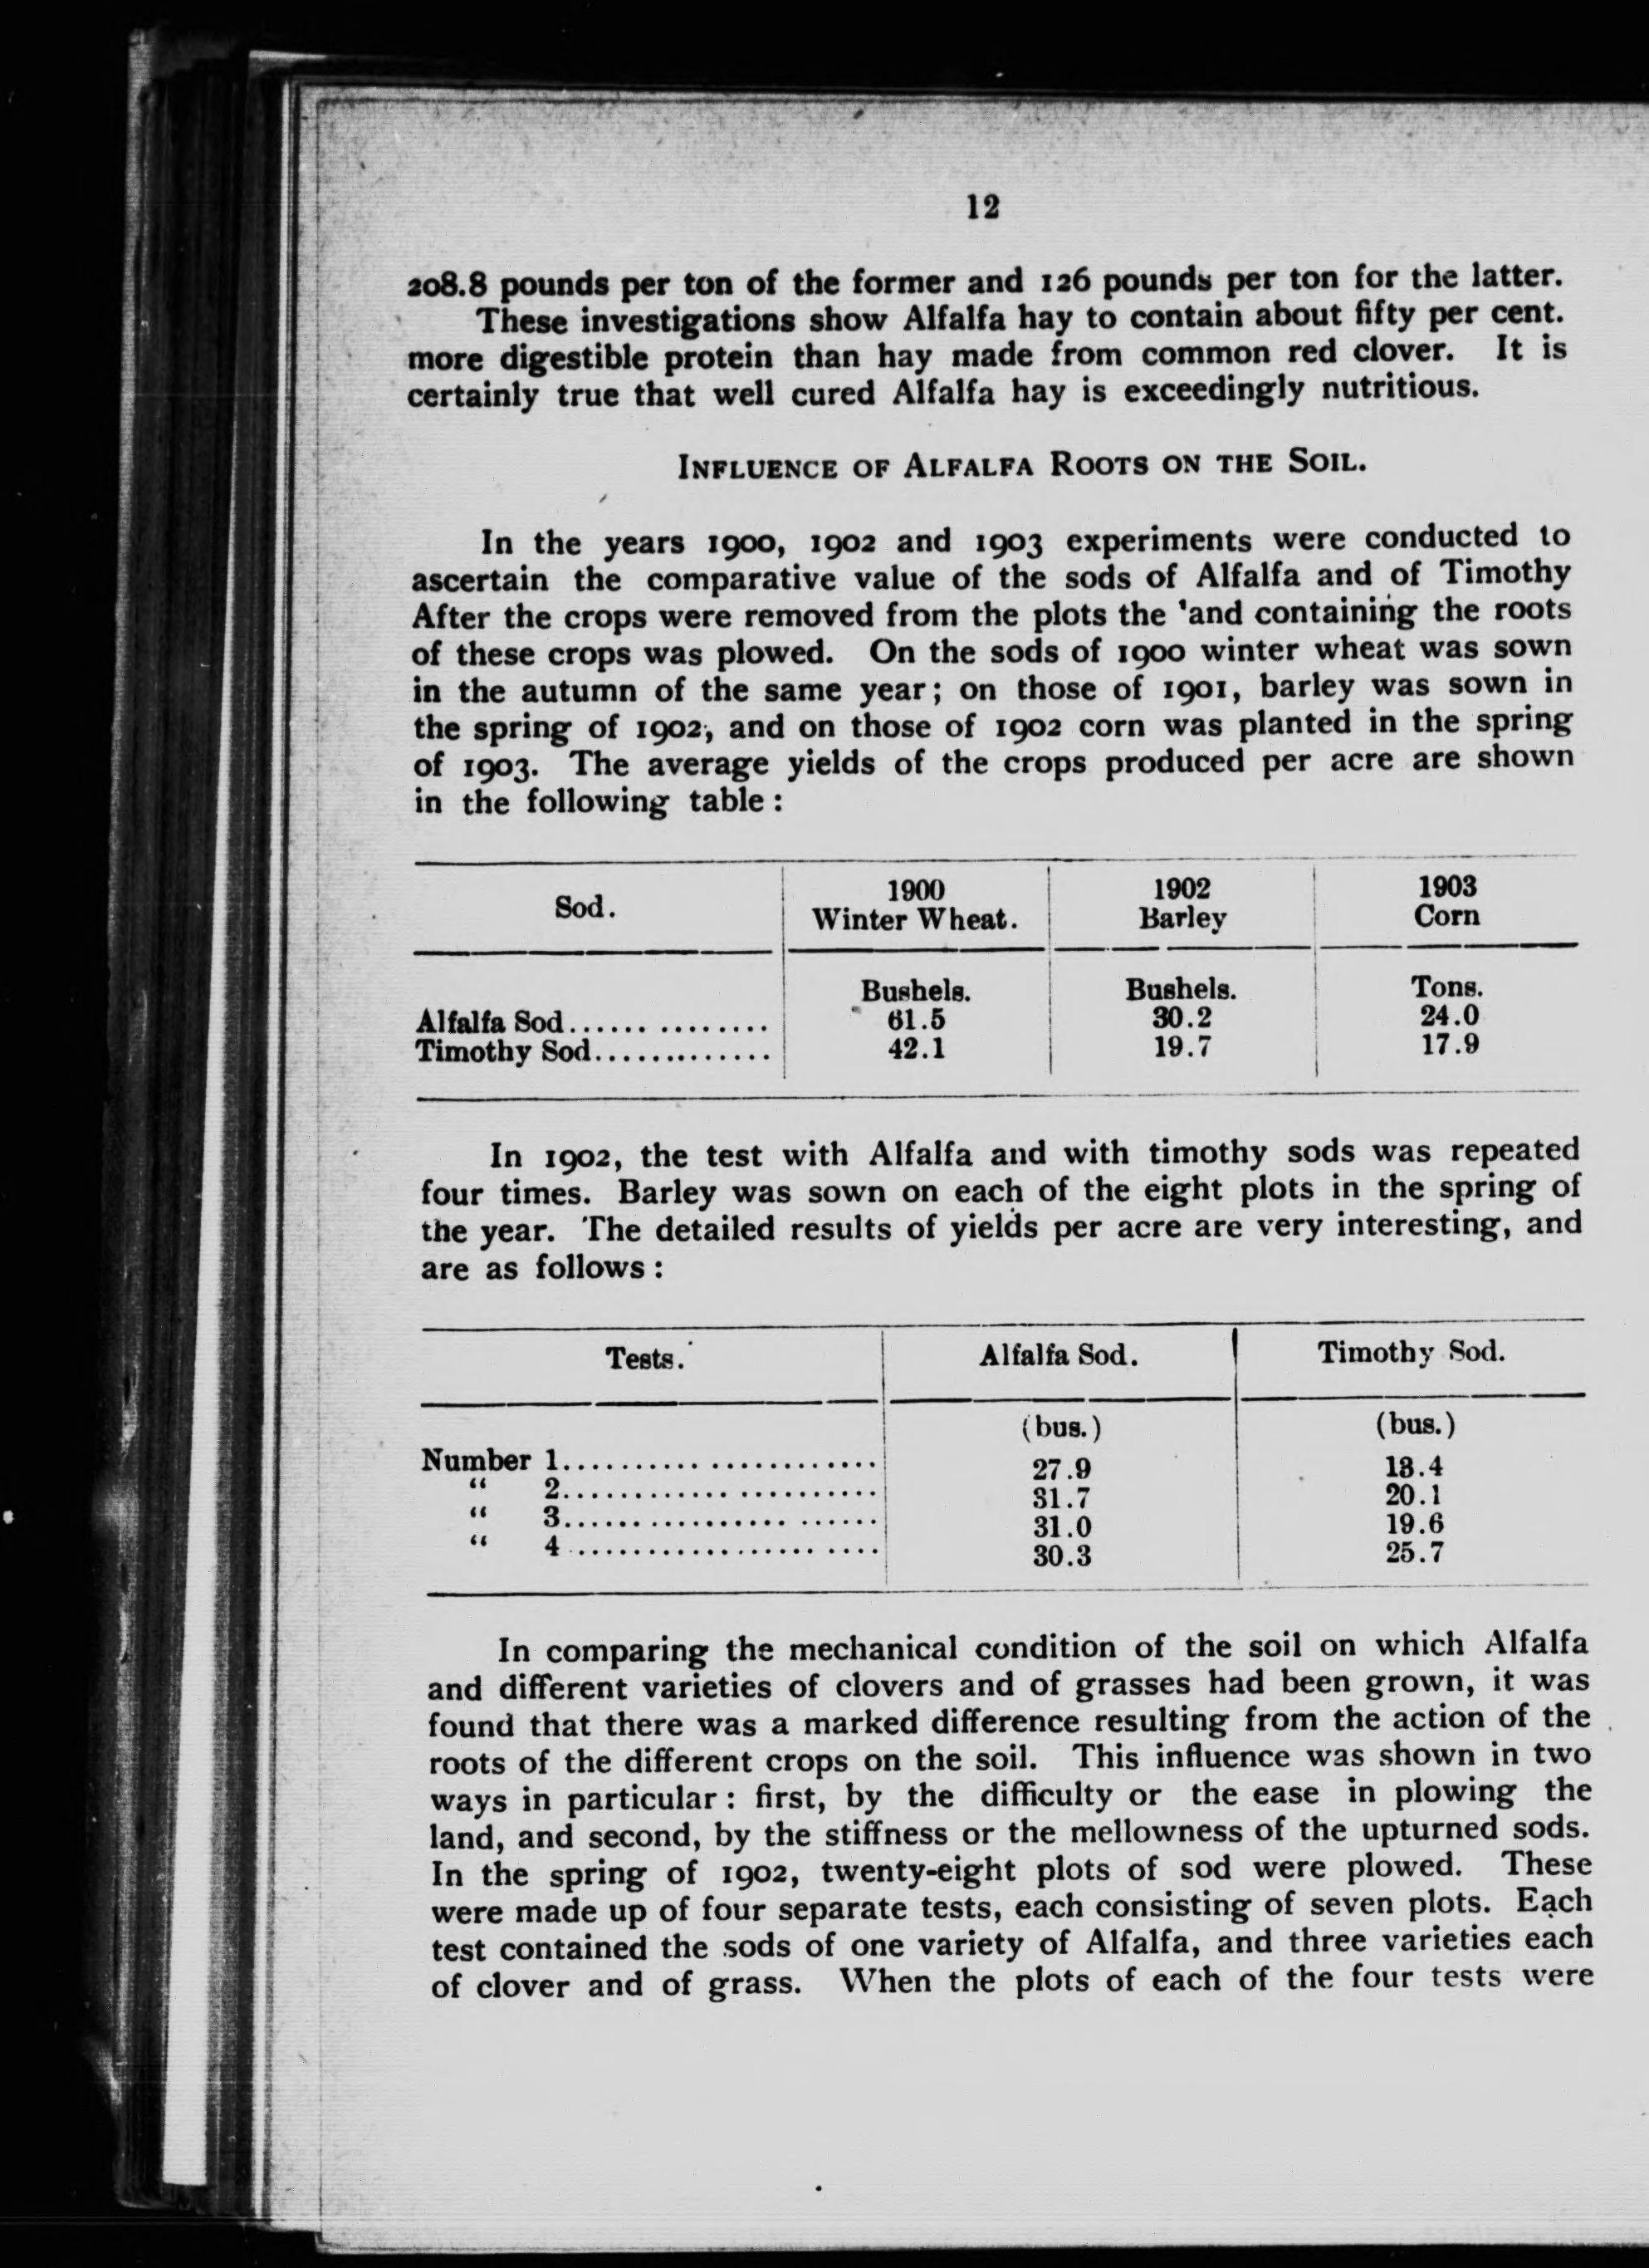 12
208.8 pounds per ton of the former and 126 pounds per ton for the latter.
These investigations show Alfalfa hay to contain about fifty per cent.
more digestible protein than hay made from common red clover. It is
certainly true that well cured Alfalfa hay is exceedingly nutritious.
INFLUENCE OF ALFALFA ROOTS ON THE SOIL.
In the years 1900, 1902 and 1903 experiments were conducted to
ascertain the comparative value of the sods of Alfalfa and of Timothy
After the crops were removed from the plots the 'and containing the roots
of these crops was plowed. On the sods of 1900 winter wheat was sown
in the autumn of the same year; on those of 1901, barley was sown in
the spring of 1902, and on those of 1902 corn was planted in the spring
of 1903. The average yields of the crops produced per acre are shown
in the following table :
Sod. 1900 Winter Wheat. 1902 Barley 1903 Corn
Bushels. Bushels. Tons.
Alfalfa Sod.............. 61.5 30.2 24.0
Timothy Sod............. 42.1 19.7 17.9
In 1902, the test with Alfalfa and with timothy sods was repeated
four times. Barley was sown on each of the eight plots in the spring of
the year. The detailed results of yields per acre are very interesting, and
are as follows :
Tests. Alfalfa Sod. Timothy Sod.
(bus.) (bus.)
Number 1........................ 27.9 13.4
“ 2........................ 31.7 20.1
“ 3........................ 31.0 19.6
“ 4........................ 30.3 25.7
In comparing the mechanical condition of the soil on which Alfalfa
and different varieties of clovers and of grasses had been grown, it was
found that there was a marked difference resulting from the action of the
roots of the different crops on the soil. This influence was shown in two
ways in particular : first, by the difficulty or the ease in plowing the
land, and second, by the stiffness or the mellowness of the upturned sods.
In the spring of 1902, twenty-eight plots of sod were plowed. These
were made up of four separate tests, each consisting of seven plots. Each
test contained the sods of one variety of Alfalfa, and three varieties each
of clover and of grass. When the plots of each of the four tests were